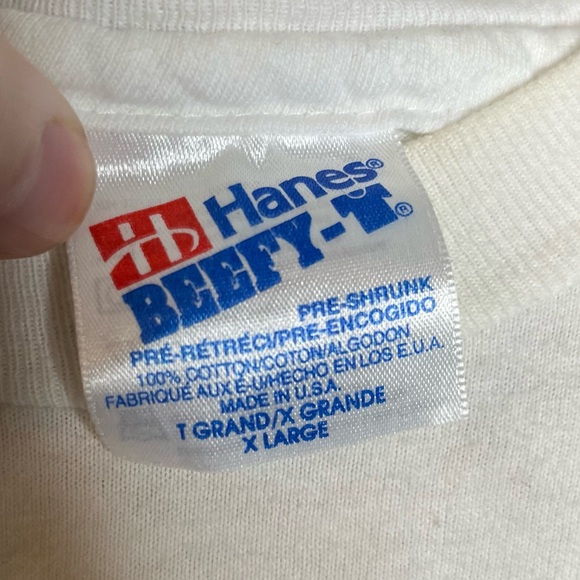 Hanes®
BEEFY-T®
PRE-SHRUNK
PRÉ-RÉTRÉCI/PRE-ENCOGIDO
100% COTTON/COTON/ALGODON
FABRIQUE AUX É-U/HECHO EN LOS E.U.A.
MADE IN U.S.A.
T GRAND/X GRANDE
X LARGE